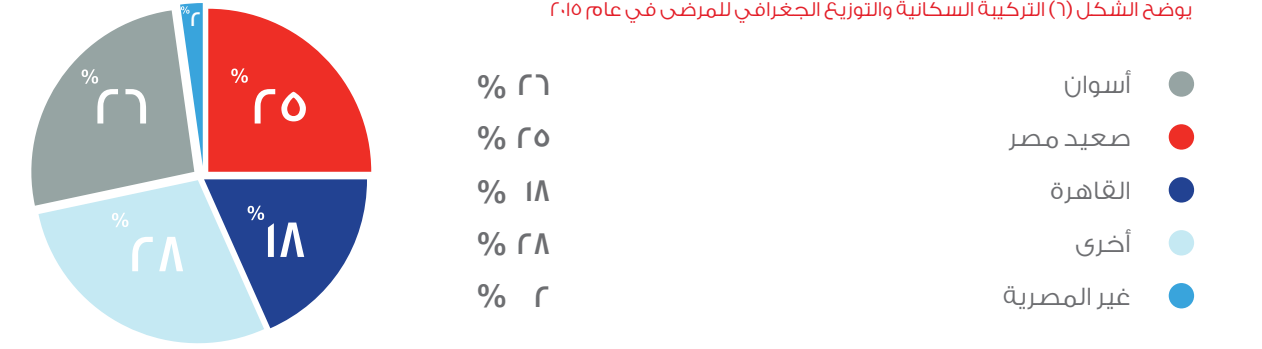 يوضح الشكل (٦) التركيبة السكانية والتوزيع الجغرافي للمرضى في عام ٢٠١٥
أسوان ٢٦ %
صعيد مصر ٢٥ %
القاهرة ١٨ %
أخرى ٢٨ %
غير المصرية ٢ %
٢ %
٢٥ %
٢٦ %
١٨ %
٢٨ %